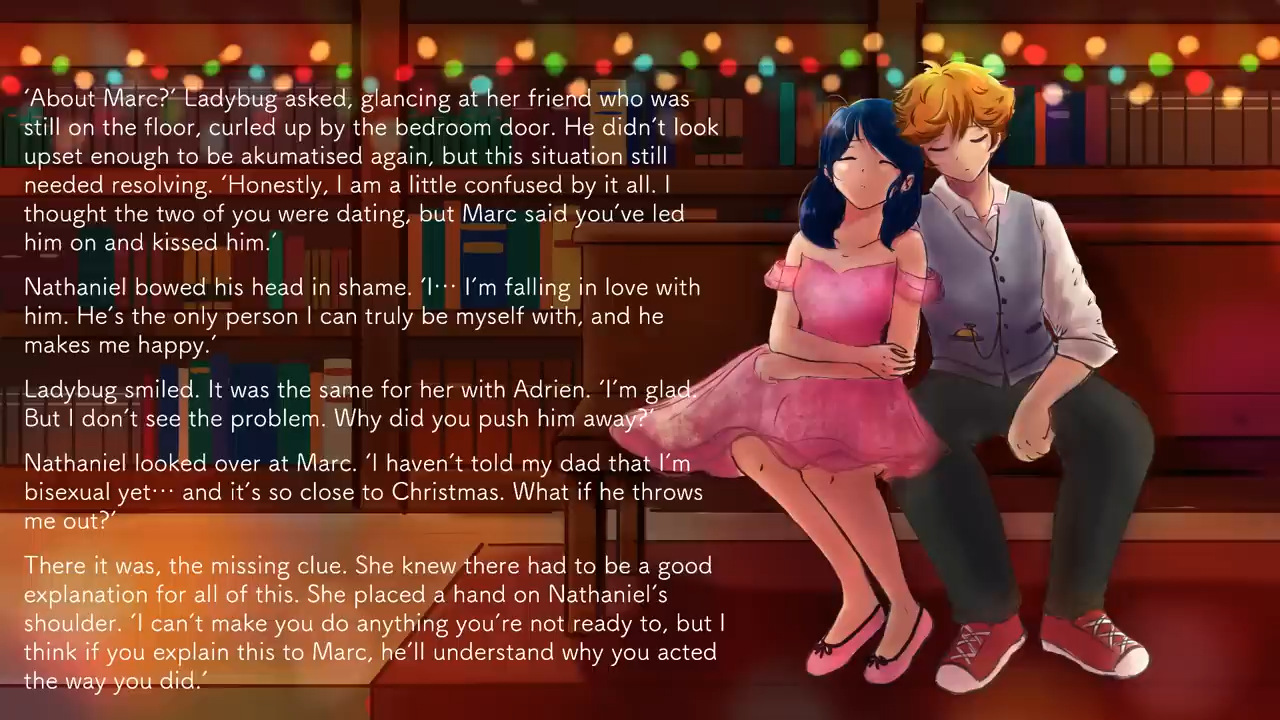 ‘About Marc?’ Ladybug asked, glancing at her friend who was
still on the floor, curled up by the bedroom door. He didn’t look
upset enough to be akumatised again, but this situation still
needed resolving. ‘Honestly, I am a little confused by it all. I
thought the two of you were dating, but Marc said you’ve led
him on and kissed him.’
Nathaniel bowed his head in shame. ‘I… I’m falling in love with
him. He’s the only person I can truly be myself with, and he
makes me happy.’
Ladybug smiled. It was the same for her with Adrien. ‘I’m glad.
But I don’t see the problem. Why did you push him away?’
Nathaniel looked over at Marc. ‘I haven’t told my dad that I’m
bisexual yet… and it’s so close to Christmas. What if he throws
me out?’
There it was, the missing clue. She knew there had to be a good
explanation for all of this. She placed a hand on Nathaniel’s
shoulder. ‘I can’t make you do anything you’re not ready to, but I
think if you explain this to Marc, he’ll understand why you acted
the way you did.’